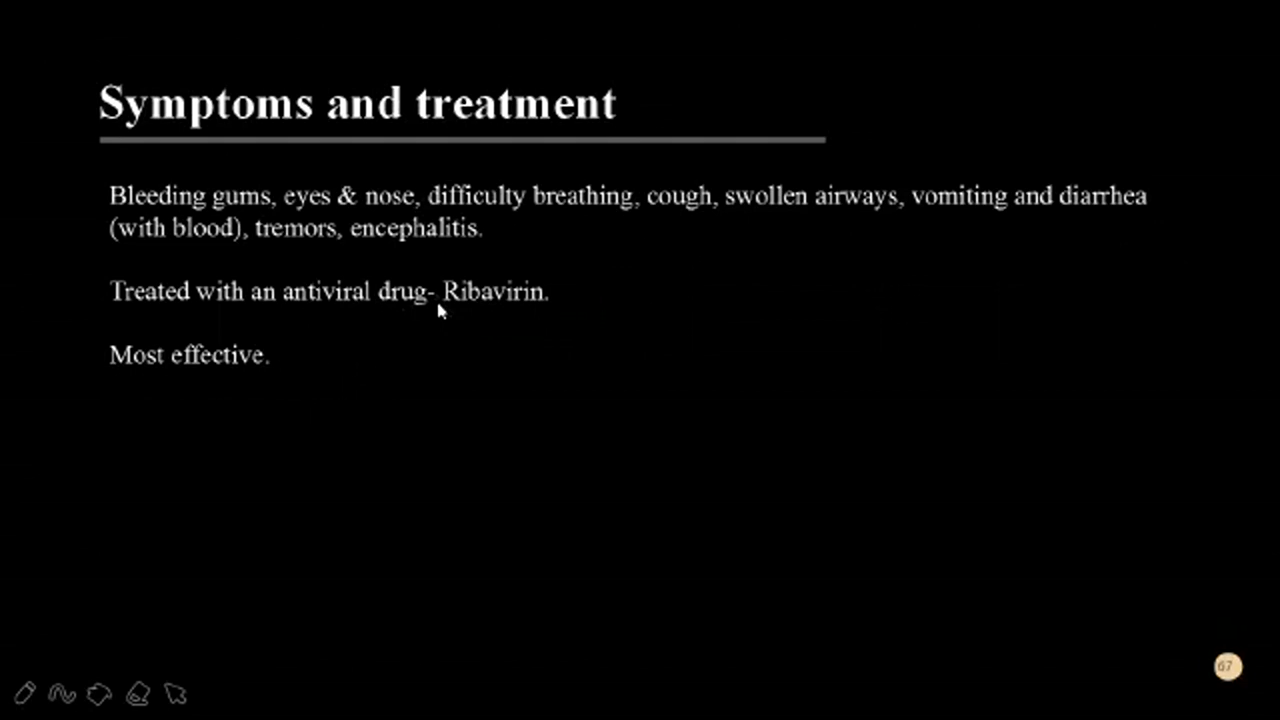 Symptoms and treatment
Bleeding gums, eyes & nose, difficulty breathing, cough, swollen airways, vomiting and diarrhea
(with blood), tremors, encephalitis.
Treated with an antiviral drug- Ribavirin.
Most effective.
67